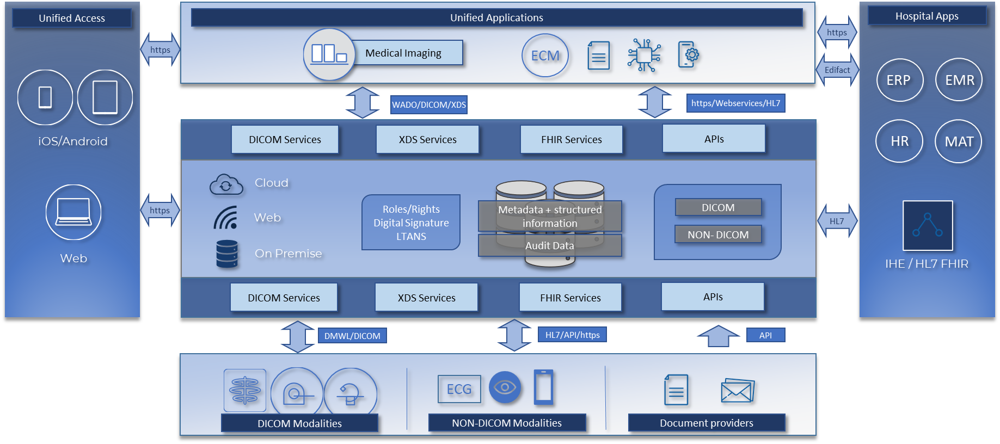 Unified Access
iOS/Android
Web
https
https
Unified Applications
Medical Imaging
ECM
WADO/DICOM/XDS
https/Webservices/HL7
DICOM Services
XDS Services
FHIR Services
APIs
Cloud
Web
On Premise
Roles/Rights
Digital Signature
LTANS
Metadata + structured
information
Audit Data
DICOM
NON- DICOM
DICOM Services
XDS Services
FHIR Services
APIs
DMWL/DICOM
HL7/API/https
API
ECG
DICOM Modalities
NON-DICOM Modalities
Document providers
https
Edifact
HL7
Hospital Apps
ERP
EMR
HR
MAT
IHE / HL7 FHIR